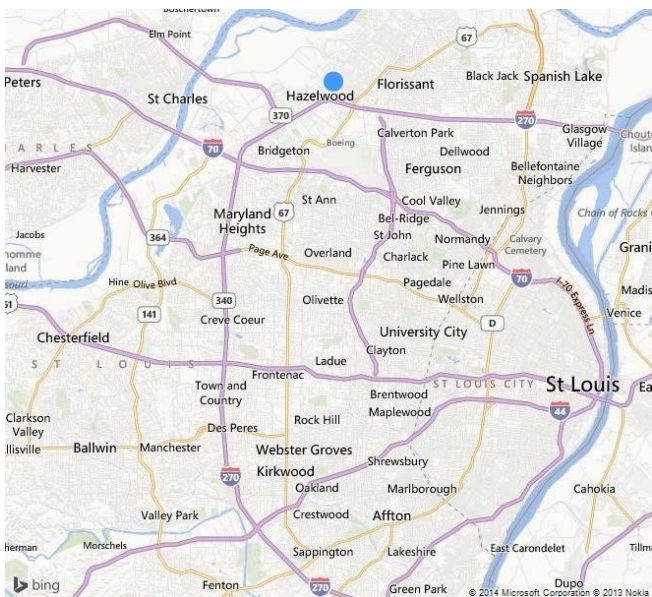 Boschertown
Elm Point
67
Peters
Florissant
Black Jack
Spanish Lake
St Charles
Hazelwood
370
270
Calverton Park
Glasgow
Village
Boeing
70
Bridgeton
Dellwood
Ferguson
Bellefontaine
Neighbors
Harvester
St Ann
Cool Valley
Jennings
Maryland
Heights
67
Bel-Ridge
Chain of Rocks
Jacobs
364
St John
Normandy
Calvary
Cemetery
Page Ave
Overland
Charlack
Pine Lawn
Hine
Olive Blvd
Pagedale
70
I-70 Express Ln
340
Olivette
Wellston
141
Creve Coeur
University City
D
Venice
Chesterfield
Clayton
ST LOUIS
Ladue
Frontenac
ST LOUIS CITY
St Louis
Town and
Country
Brentwood
Maplewood
44
Clarkson
Valley
Rock Hill
Des Peres
Ballwin
Manchester
Webster Groves
Kirkwood
Shrewsbury
270
Oakland
Marlborough
Cahokia
Valley Park
Crestwood
Affton
Morschels
Sappington
Lakeshire
East Carondelet
bing
Fenton
270
Green Park
Dupo
© 2014 Microsoft Corporation © 2013 Nokia